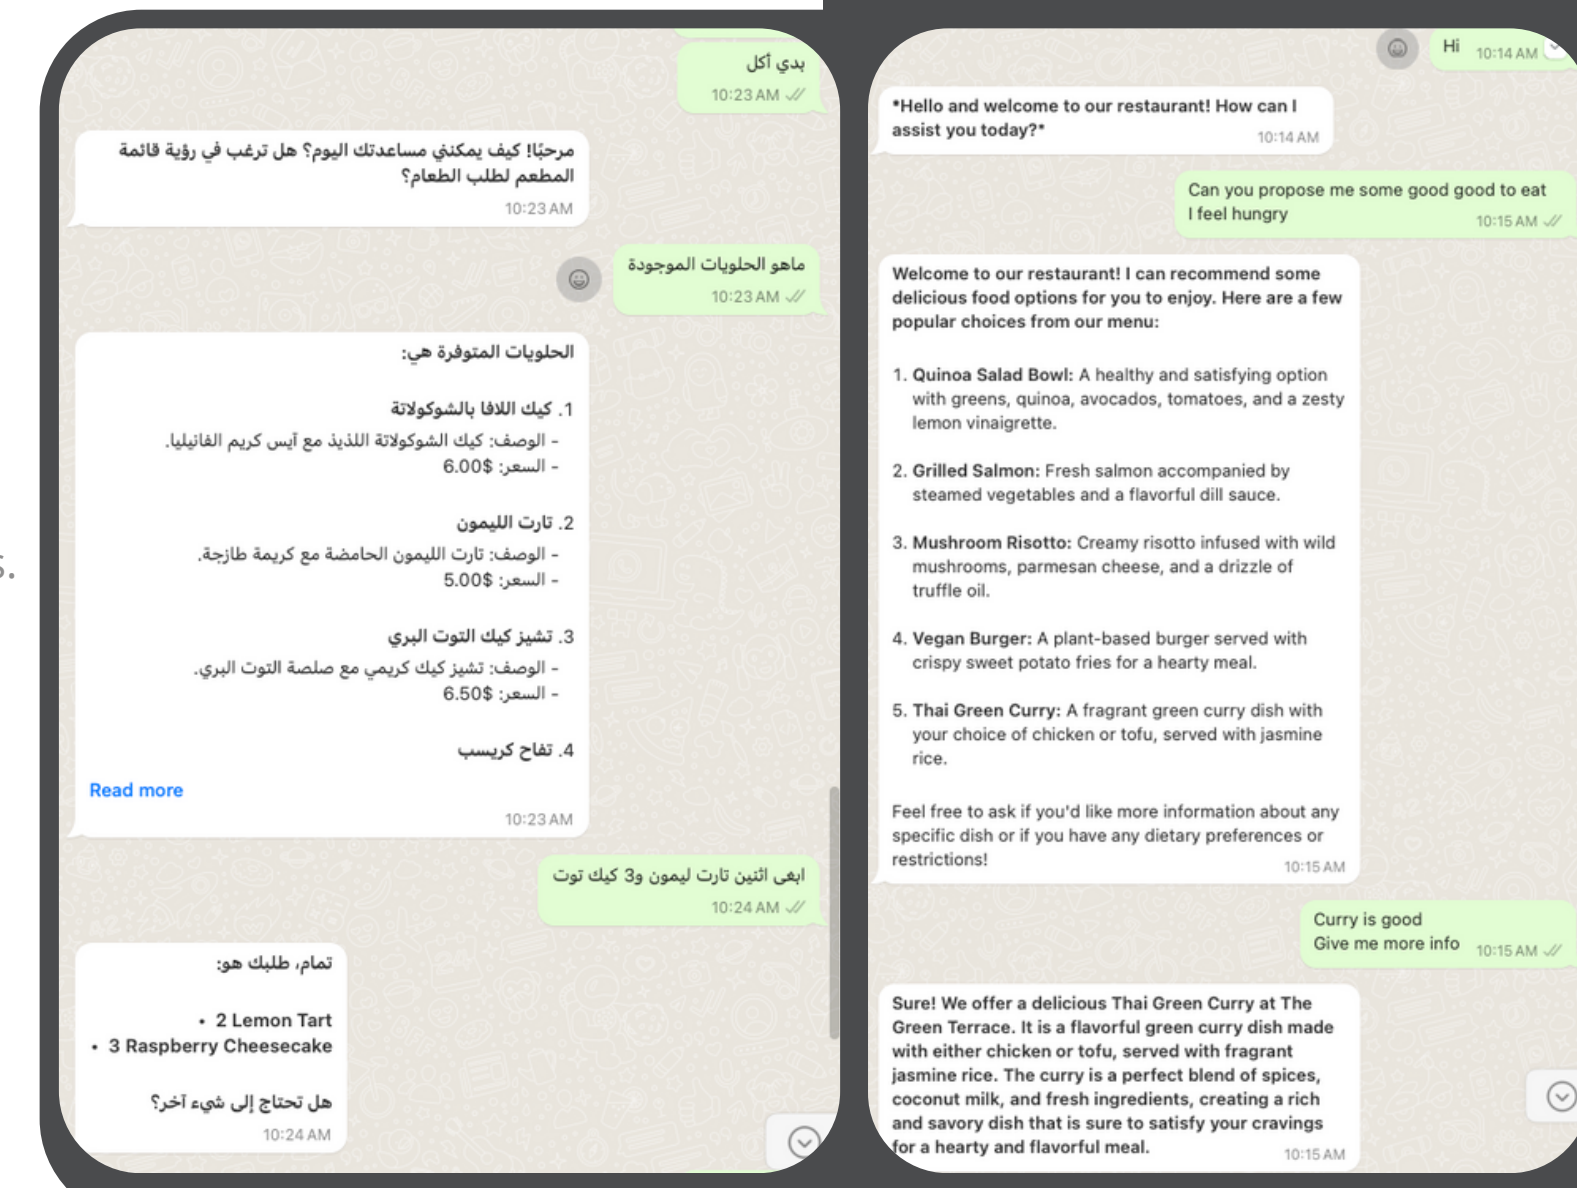 s.
بدي أكل
10:23 AM
مرحبًا! كيف يمكنني مساعدتك اليوم؟ هل ترغب في رؤية قائمة
المطعم لطلب الطعام؟
10:23 AM
ماهو الحلويات الموجودة
10:23 AM
الحلويات المتوفرة هي:
1. كيك اللافا بالشوكولاتة
- الوصف: كيك الشوكولاتة اللذيذ مع آيس كريم الفانيليا.
- السعر: $6.00
2. تارت الليمون
- الوصف: تارت الليمون الحامضة مع كريمة طازجة.
- السعر: $5.00
3. تشيز كيك التوت البري
- الوصف: تشيز كيك كريمي مع صلصة التوت البري.
- السعر: $6.50
4. تفاح كريسب
Read more
10:23 AM
ابغى اثنين تارت ليمون و3 كيك توت
10:24 AM
تمام، طلبك هو:
• 2 Lemon Tart
• 3 Raspberry Cheesecake
هل تحتاج إلى شيء آخر؟
10:24 AM
Hi 10:14 AM
*Hello and welcome to our restaurant! How can I
assist you today?*
10:14 AM
Can you propose me some good good to eat
I feel hungry
10:15 AM
Welcome to our restaurant! I can recommend some
delicious food options for you to enjoy. Here are a few
popular choices from our menu:
1. Quinoa Salad Bowl: A healthy and satisfying option
with greens, quinoa, avocados, tomatoes, and a zesty
lemon vinaigrette.
2. Grilled Salmon: Fresh salmon accompanied by
steamed vegetables and a flavorful dill sauce.
3. Mushroom Risotto: Creamy risotto infused with wild
mushrooms, parmesan cheese, and a drizzle of
truffle oil.
4. Vegan Burger: A plant-based burger served with
crispy sweet potato fries for a hearty meal.
5. Thai Green Curry: A fragrant green curry dish with
your choice of chicken or tofu, served with jasmine
rice.
Feel free to ask if you'd like more information about any
specific dish or if you have any dietary preferences or
restrictions!
10:15 AM
Curry is good
Give me more info 10:15 AM
Sure! We offer a delicious Thai Green Curry at The
Green Terrace. It is a flavorful green curry dish made
with either chicken or tofu, served with fragrant
jasmine rice. The curry is a perfect blend of spices,
coconut milk, and fresh ingredients, creating a rich
and savory dish that is sure to satisfy your cravings
for a hearty and flavorful meal.
10:15 AM